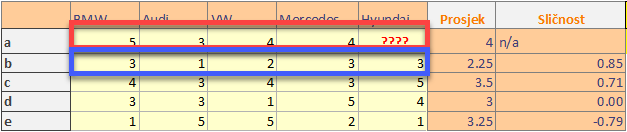 BMW Audi VW Mercedes Hyundai Prosjek Sličnost
a 5 3 4 4 ???? 4 n/a
b 3 1 2 3 3 2.25 0.85
c 4 3 4 3 5 3.5 0.71
d 3 3 1 5 4 3 0.00
e 1 5 5 2 1 3.25 -0.79